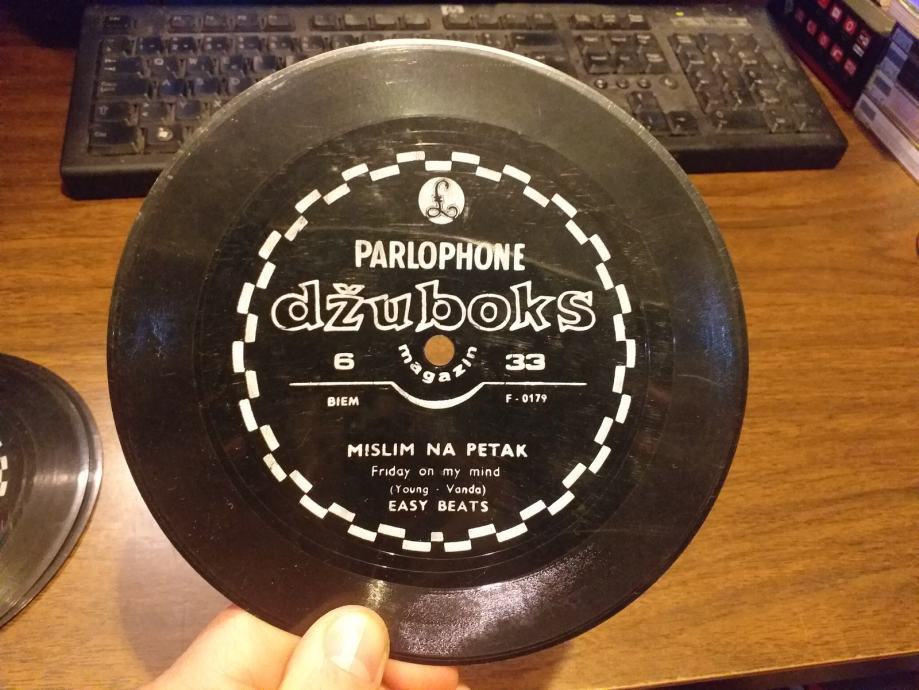 £
PARLOPHONE
džuboks
magazin
6 33
BIEM F-0179
MISLIM NA PETAK
Friday on my mind
(Young - Vanda)
EASY BEATS